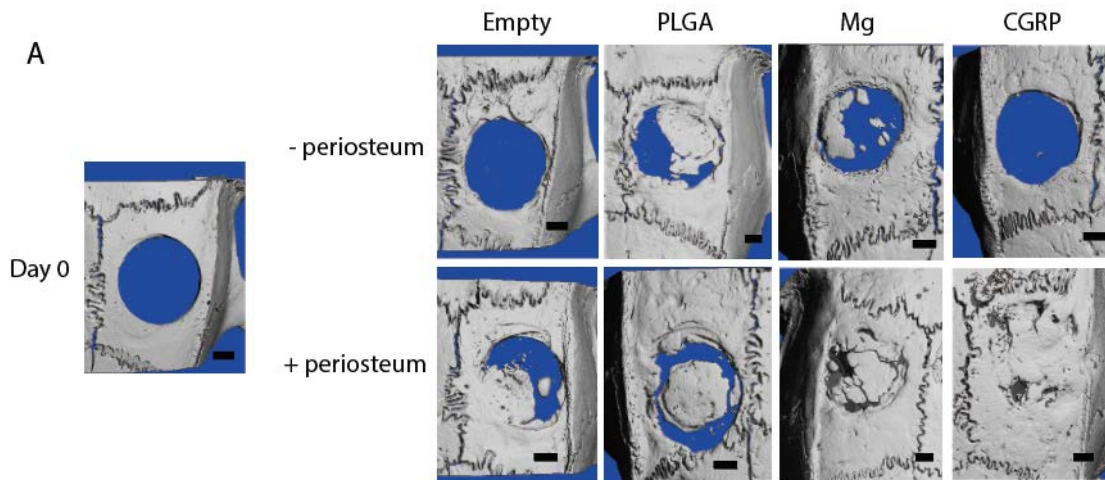 A
Empty PLGA Mg CGRP
- periosteum
Day 0
+ periosteum